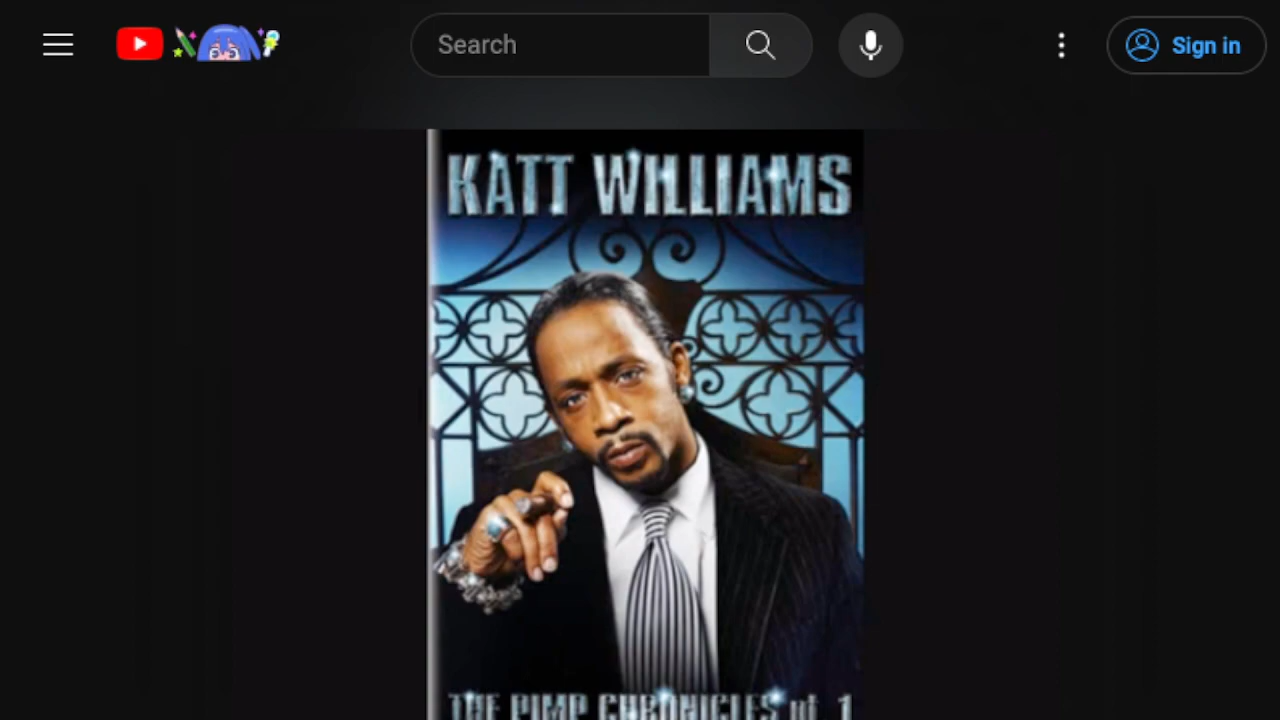 Search
Sign in
KATT WILLIAMS
THE PIMP CHRONICLES pt. 1